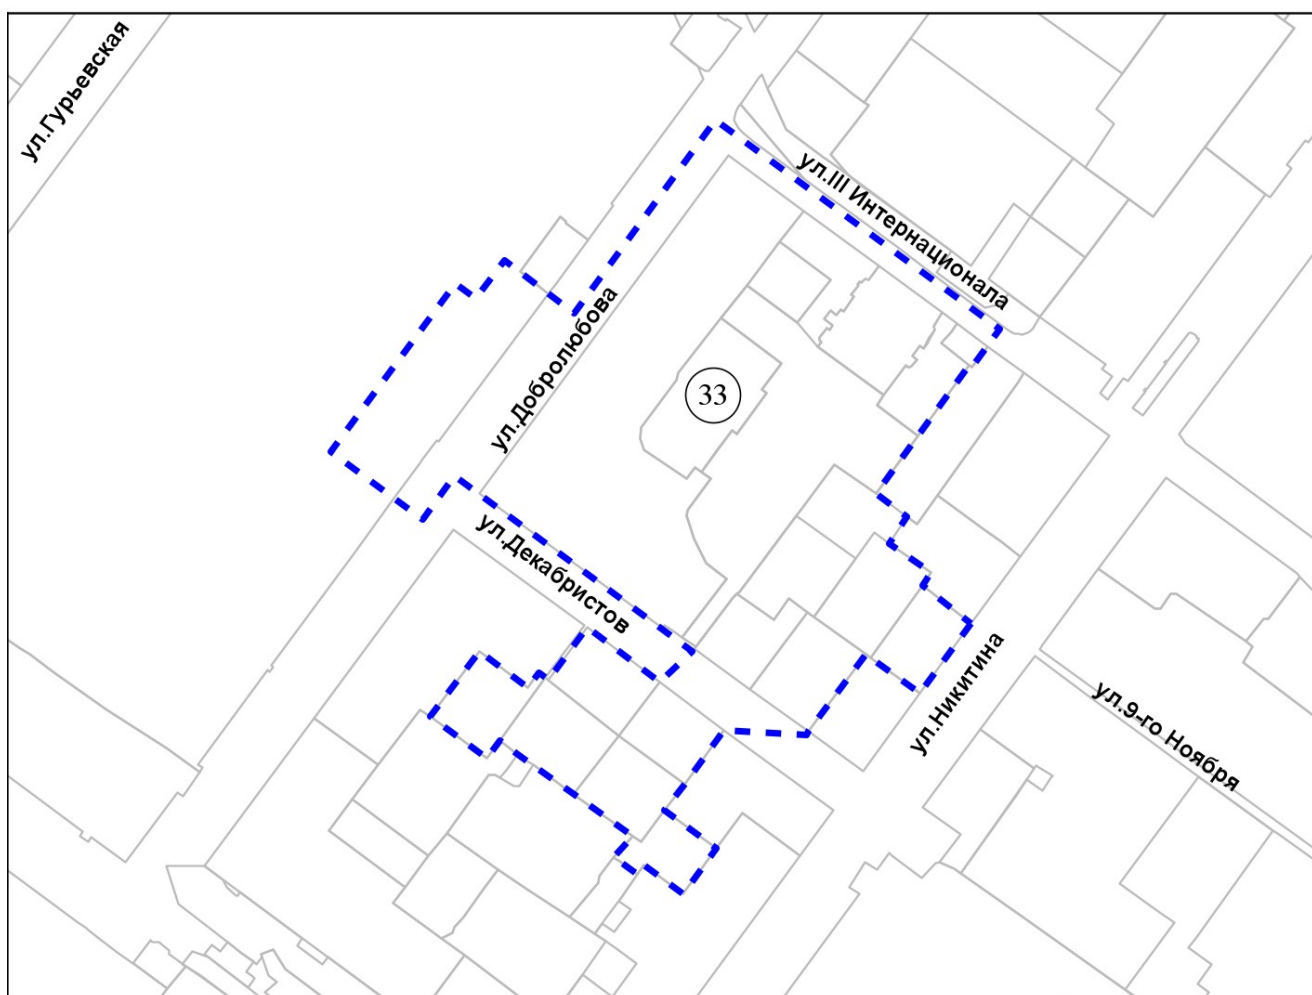 ул.Гурьевская
ул.III Интернационала
ул.Добролюбова
33
ул.Декабристов
ул.Никитина
ул.9-го Ноября